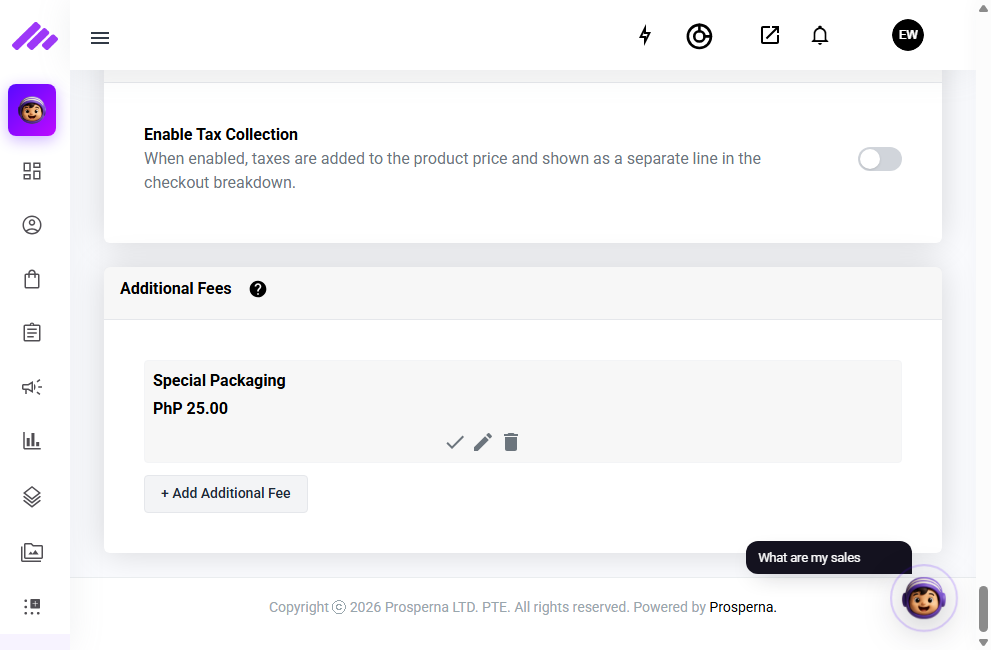 EW
Enable Tax Collection
When enabled, taxes are added to the product price and shown as a separate line in the
checkout breakdown.
Additional Fees ?
Special Packaging
PhP 25.00
+ Add Additional Fee
What are my sales
Copyright © 2026 Prosperna LTD. PTE. All rights reserved. Powered by Prosperna.